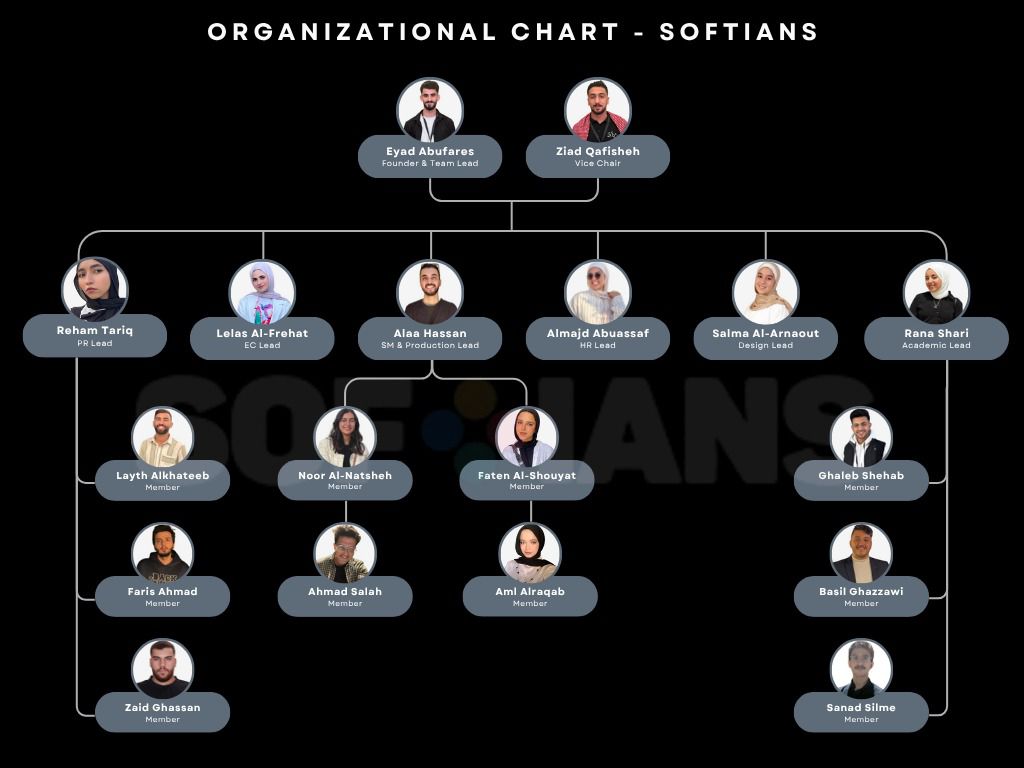 ORGANIZATIONAL CHART - SOFTIANS
Eyad Abufares
Founder & Team Lead
Ziad Qafisheh
Vice Chair
Reham Tariq
PR Lead
Lelas Al-Frehat
EC Lead
Alaa Hassan
SM & Production Lead
Almajd Abuassaf
HR Lead
Salma Al-Arnaout
Design Lead
Rana Shari
Academic Lead
SOFTIANS
Layth Alkhateeb
Member
Noor Al-Natsheh
Member
Faten Al-Shouyat
Member
Ghaleb Shehab
Member
Faris Ahmad
Member
Ahmad Salah
Member
Aml Alraqab
Member
Basil Ghazzawi
Member
Zaid Ghassan
Member
Sanad Silme
Member